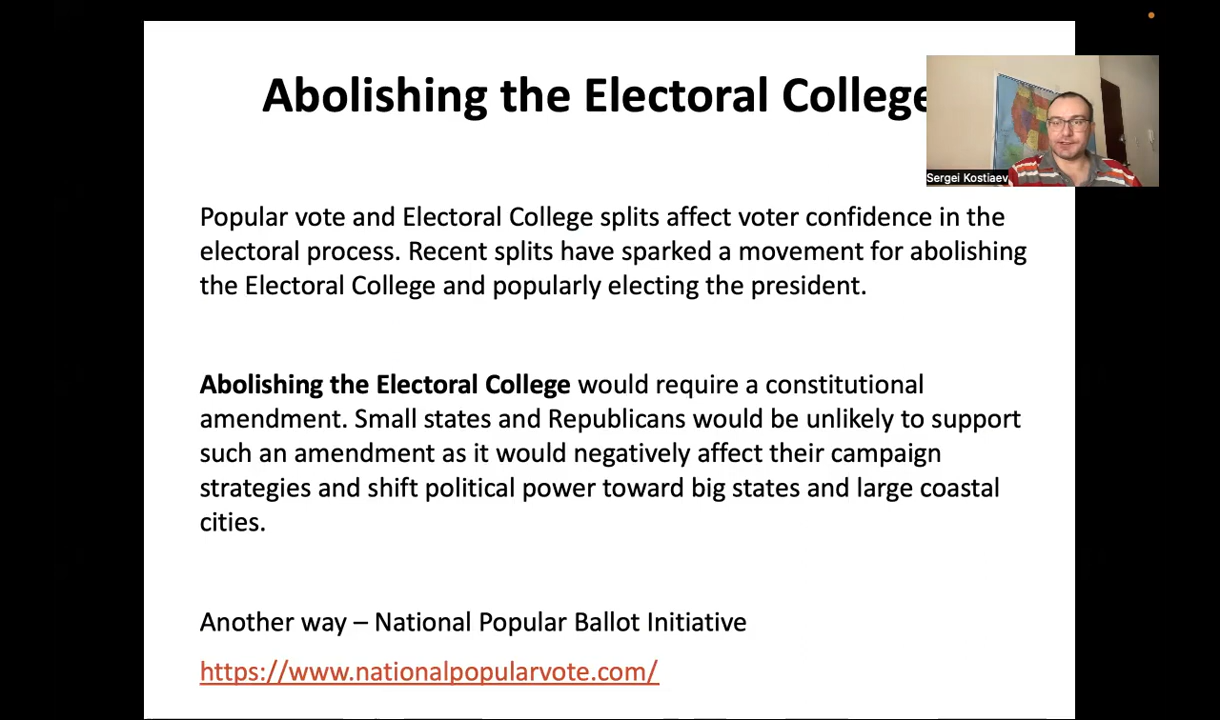 Abolishing the Electoral College
Sergei Kostiaev
Popular vote and Electoral College splits affect voter confidence in the
electoral process. Recent splits have sparked a movement for abolishing
the Electoral College and popularly electing the president.
Abolishing the Electoral College would require a constitutional
amendment. Small states and Republicans would be unlikely to support
such an amendment as it would negatively affect their campaign
strategies and shift political power toward big states and large coastal
cities.
Another way – National Popular Ballot Initiative
https://www.nationalpopularvote.com/